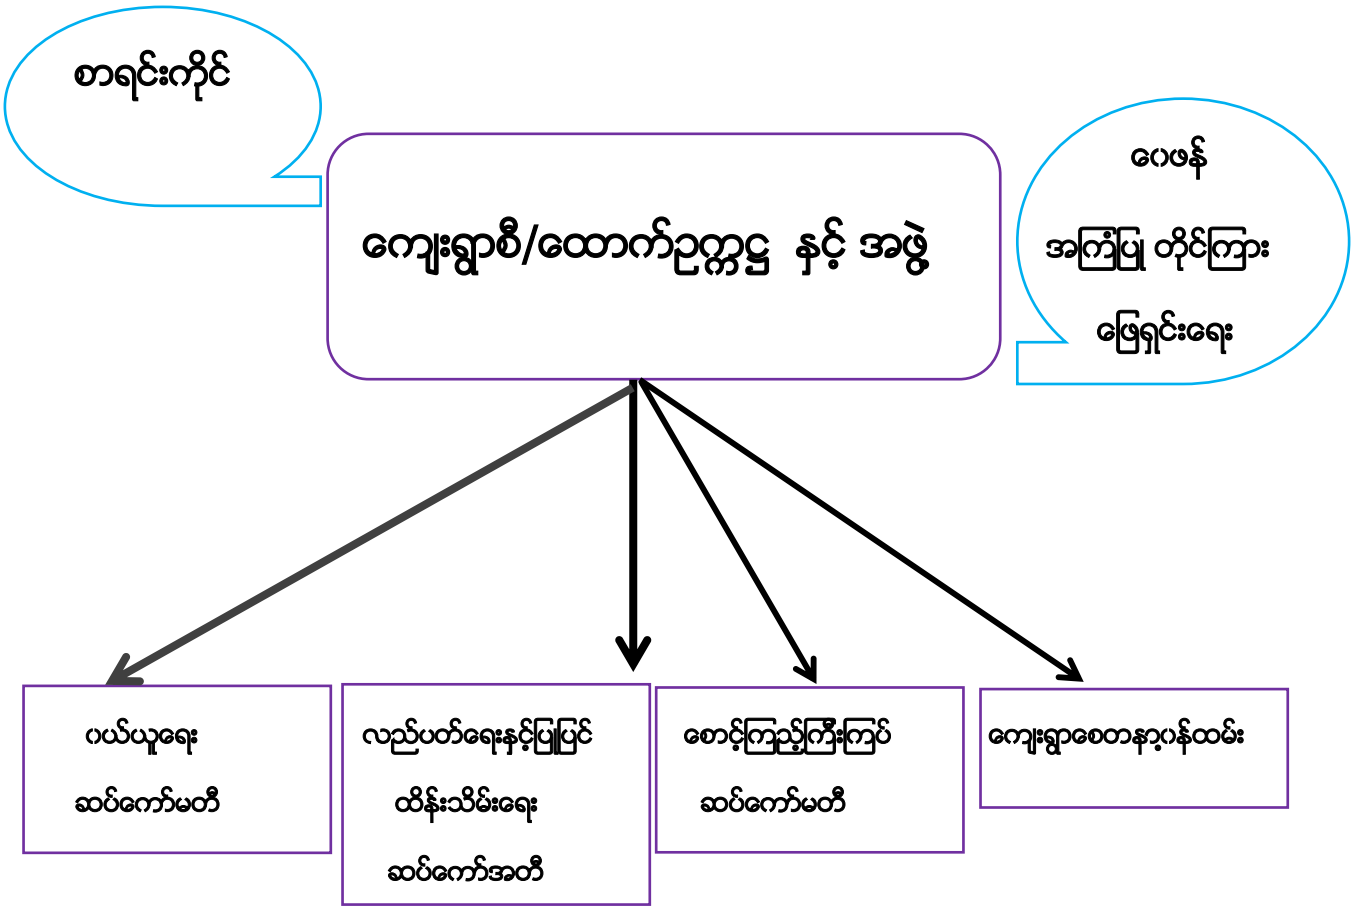 စာရင်းကိုင်
ဝေဖန်
အကြံပြု တိုင်ကြား
ဖြေရှင်းရေး
ကျေးရွာစီ/ထောက်ဥက္ကဋ္ဌ နှင့် အဖွဲ့
ဝယ်ယူရေး
ဆပ်ကော်မတီ
လည်ပတ်ရေးနှင့်ပြုပြင်
ထိန်းသိမ်းရေး
ဆပ်ကော်အတီ
စောင့်ကြည့်ကြီးကြပ်
ဆပ်ကော်မတီ
ကျေးရွာစေတနာ့ဝန်ထမ်း